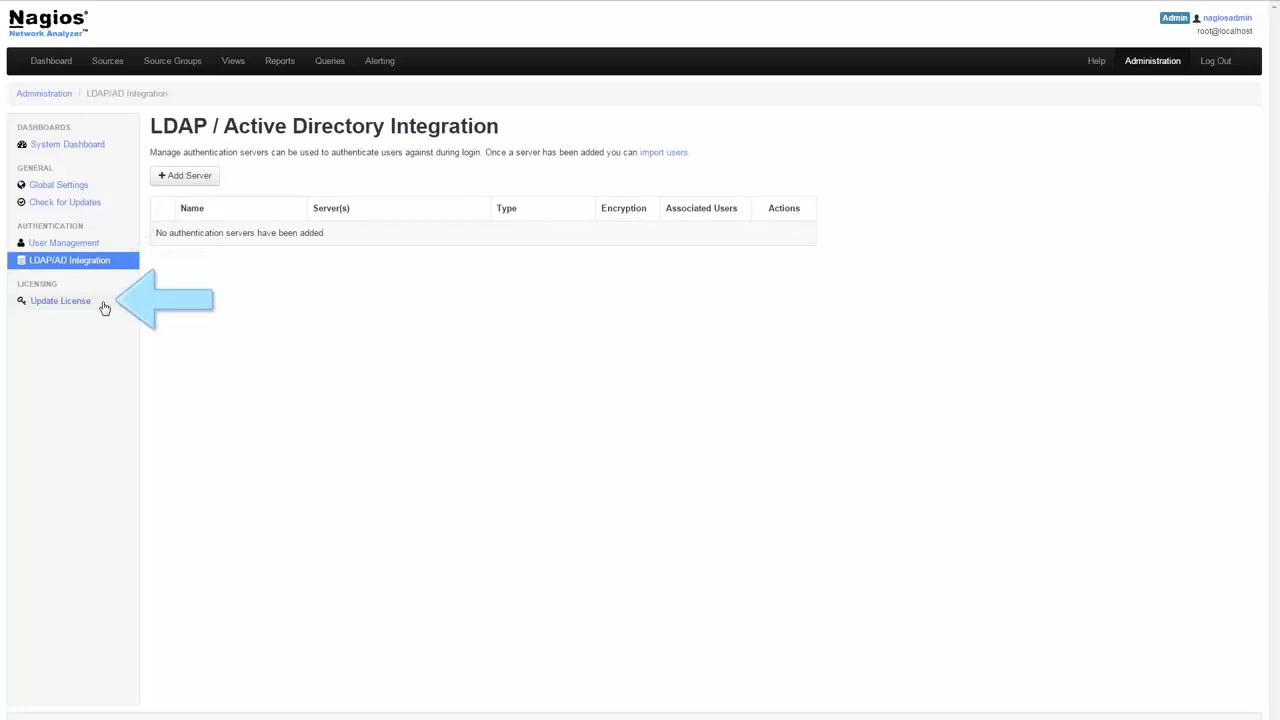 Nagios®
Network Analyzer™
Admin nagiosadmin
root@localhost
Dashboard Sources Source Groups Views Reports Queries Alerting Help Administration Log Out
Administration / LDAP/AD Integration
DASHBOARDS
System Dashboard
GENERAL
Global Settings
Check for Updates
AUTHENTICATION
User Management
LDAP/AD Integration
LICENSING
Update License
LDAP / Active Directory Integration
Manage authentication servers can be used to authenticate users against during login. Once a server has been added you can import users.
+ Add Server
Name Server(s) Type Encryption Associated Users Actions
No authentication servers have been added.